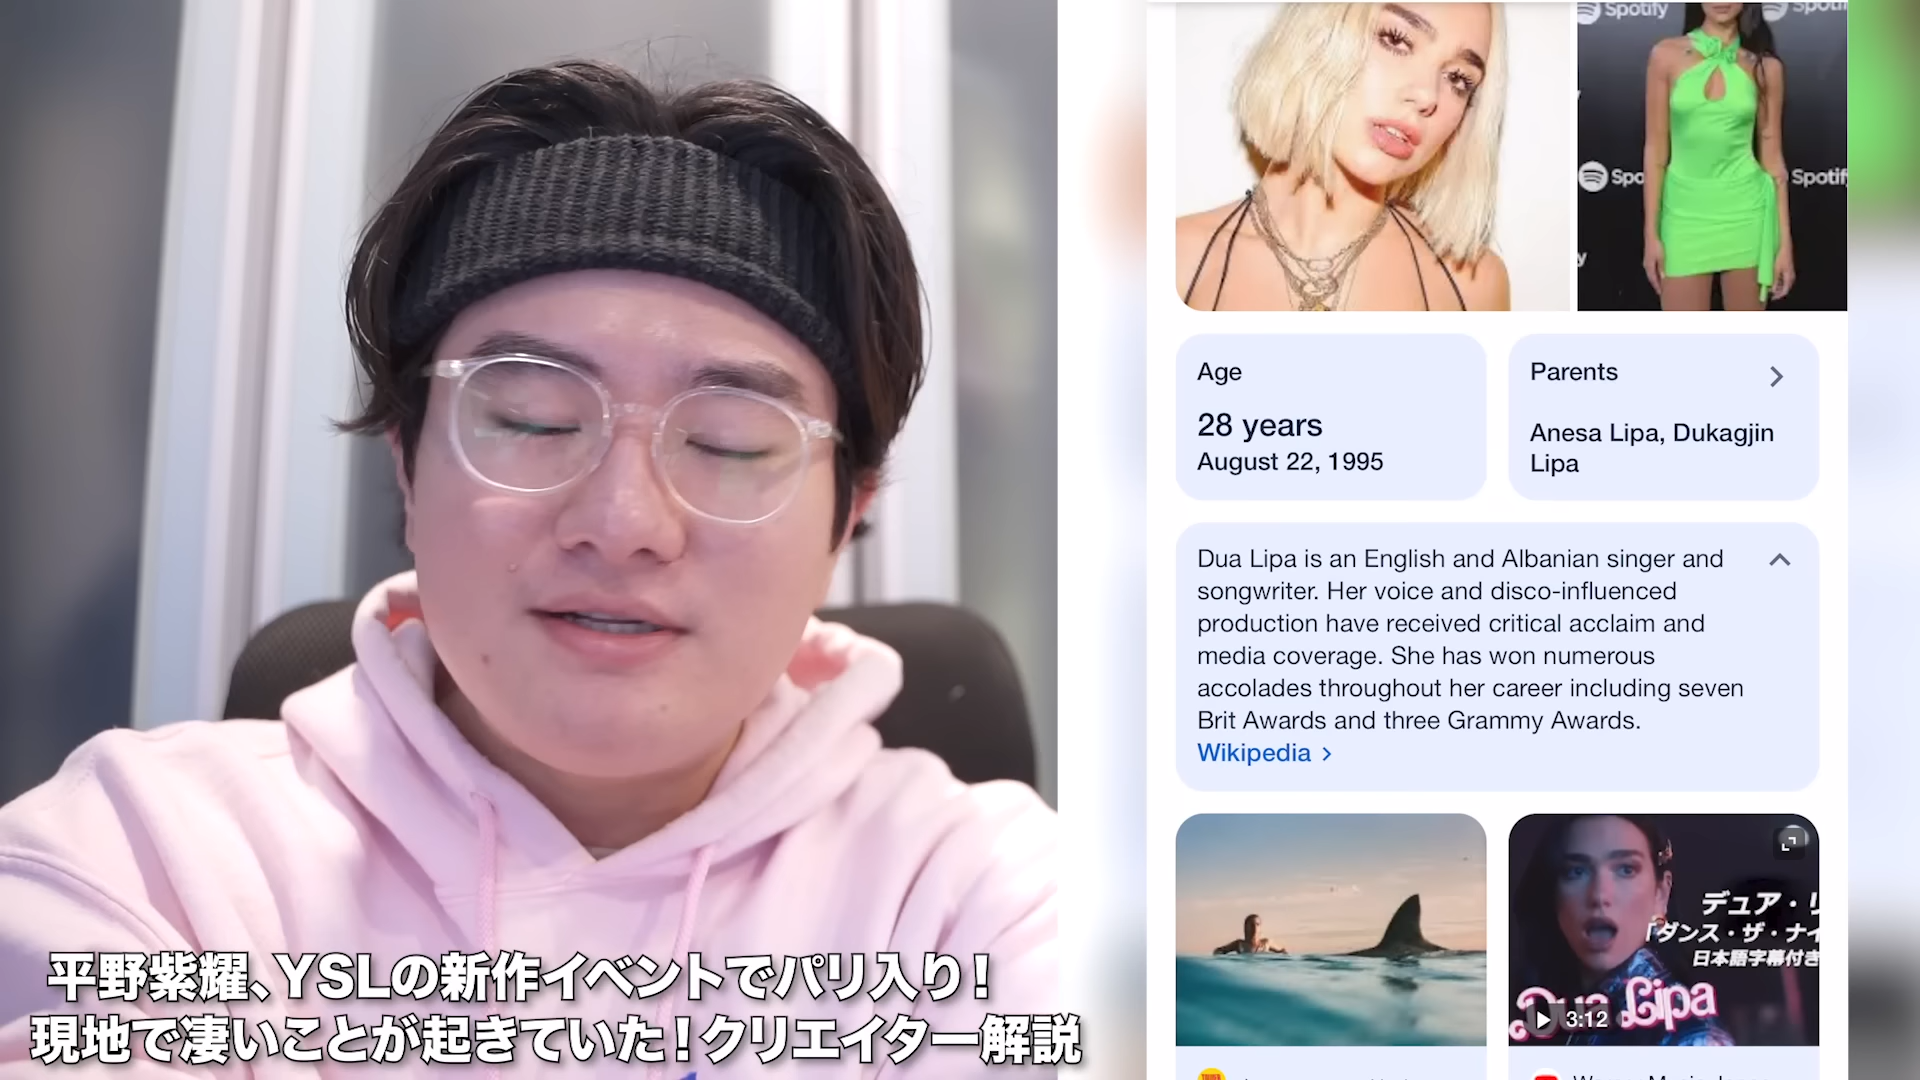 平野紫耀、YSLの新作イベントでパリ入り！
現地で凄いことが起きていた！クリエイター解説
Spotify
Spotify
Age
28 years
August 22, 1995
Parents
Anesa Lipa, Dukagjin
Lipa
Dua Lipa is an English and Albanian singer and
songwriter. Her voice and disco-influenced
production have received critical acclaim and
media coverage. She has won numerous
accolades throughout her career including seven
Brit Awards and three Grammy Awards.
Wikipedia
デュア・リ
「ダンス・ザ・ナイ
日本語字幕付き
Dua Lipa
3:12